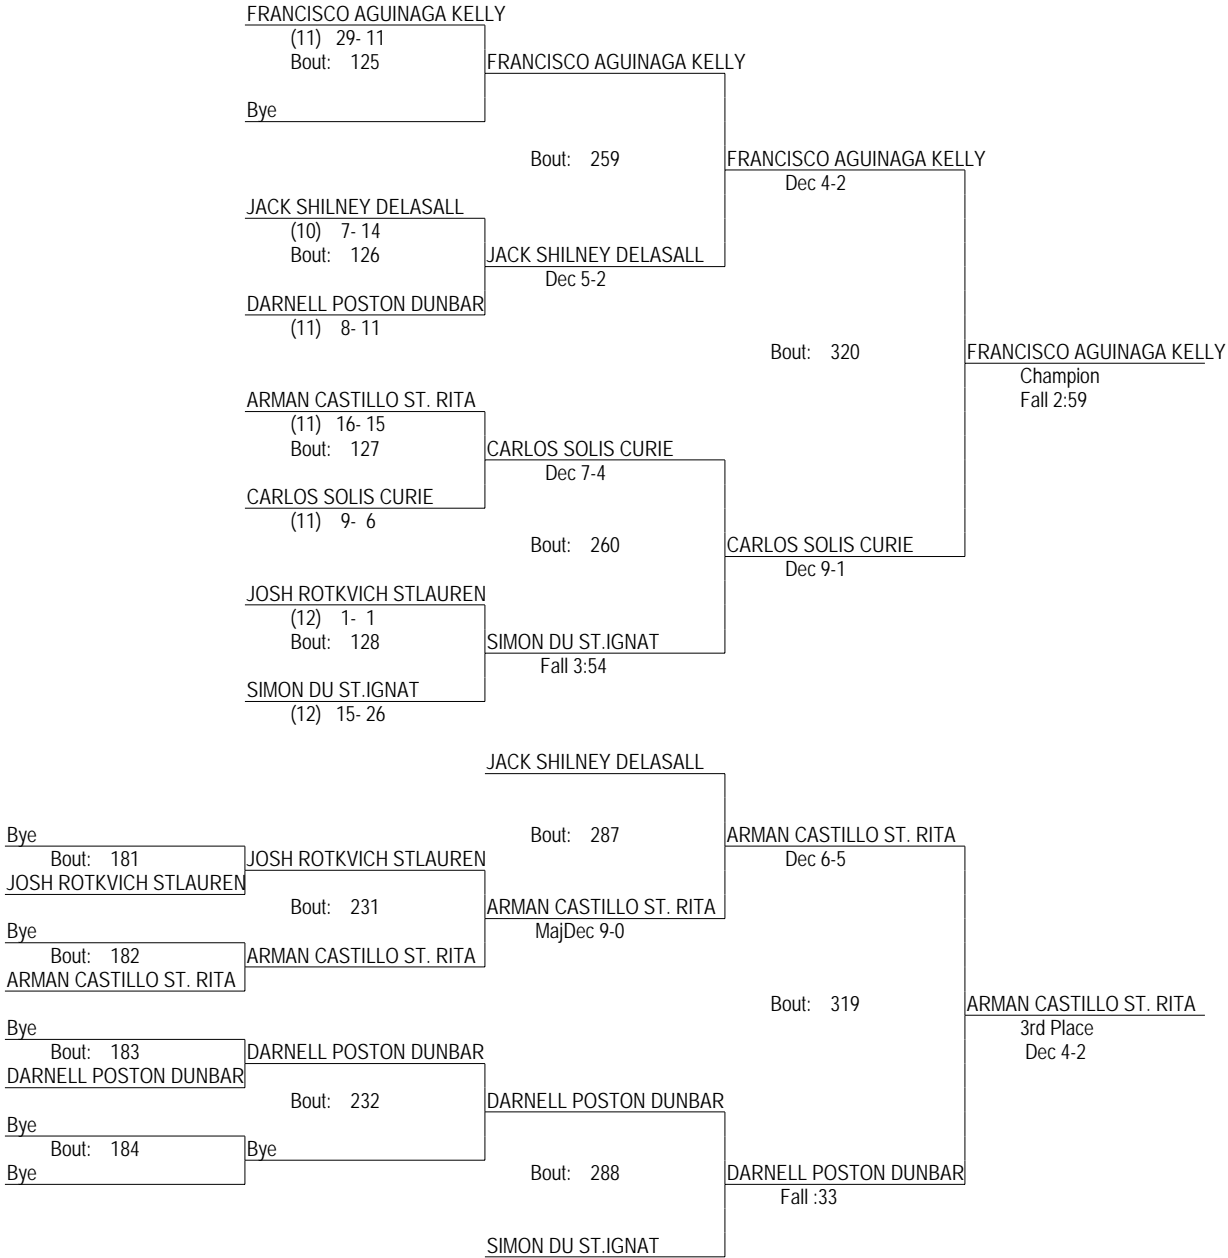 FRANCISCO AGUINAGA KELLY
(11) 29- 11
Bout: 125
FRANCISCO AGUINAGA KELLY
Bye
Bout: 259
FRANCISCO AGUINAGA KELLY
Dec 4-2
JACK SHILNEY DELASALL
(10) 7- 14
Bout: 126
JACK SHILNEY DELASALL
Dec 5-2
DARNELL POSTON DUNBAR
(11) 8- 11
Bout: 320
FRANCISCO AGUINAGA KELLY
Champion
Fall 2:59
ARMAN CASTILLO ST. RITA
(11) 16- 15
Bout: 127
CARLOS SOLIS CURIE
Dec 7-4
CARLOS SOLIS CURIE
(11) 9- 6
Bout: 260
CARLOS SOLIS CURIE
Dec 9-1
JOSH ROTKVICH STLAUREN
(12) 1- 1
Bout: 128
SIMON DU ST.IGNAT
Fall 3:54
SIMON DU ST.IGNAT
(12) 15- 26
JACK SHILNEY DELASALL
Bye
Bout: 181
JOSH ROTKVICH STLAUREN
JOSH ROTKVICH STLAUREN
Bout: 287
ARMAN CASTILLO ST. RITA
Dec 6-5
Bout: 231
ARMAN CASTILLO ST. RITA
MajDec 9-0
Bye
Bout: 182
ARMAN CASTILLO ST. RITA
ARMAN CASTILLO ST. RITA
Bout: 319
ARMAN CASTILLO ST. RITA
3rd Place
Dec 4-2
Bye
Bout: 183
DARNELL POSTON DUNBAR
DARNELL POSTON DUNBAR
Bout: 232
DARNELL POSTON DUNBAR
Bye
Bout: 184
Bye
Bye
Bout: 288
DARNELL POSTON DUNBAR
Fall :33
SIMON DU ST.IGNAT